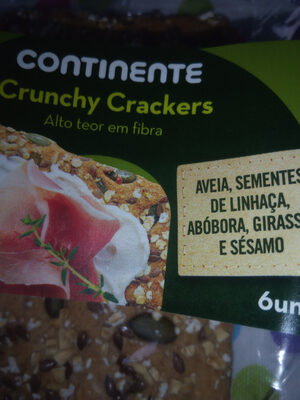 CONTINENTE
Crunchy Crackers
Alto teor em fibra
AVEIA, SEMENTES
DE LINHAÇA,
ABÓBORA, GIRASS
E SÉSAMO
6un